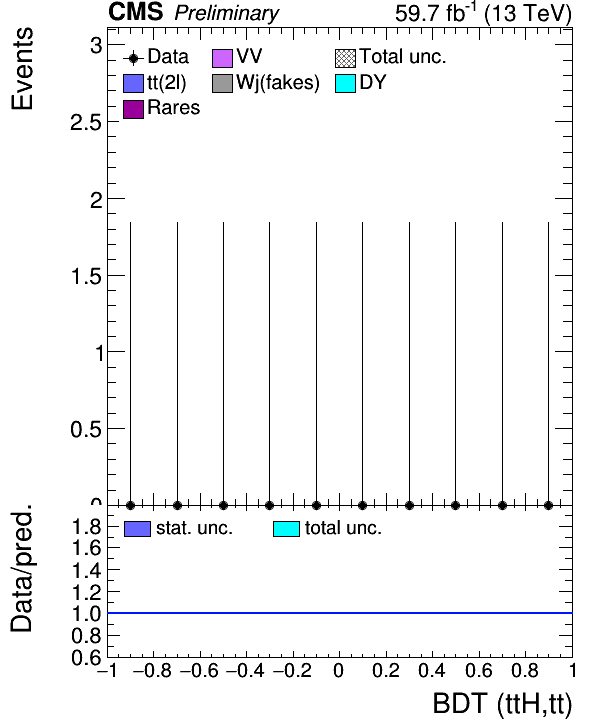 CMS Preliminary 59.7 fb⁻¹ (13 TeV)
Events
3
Data VV Total unc.
tt(2l) Wj(fakes) DY
Rares
2.5
2
1.5
1
0.5
0
Data/pred.
stat. unc. total unc.
1.8
1.6
1.4
1.2
1.0
0.8
0.6
−1 −0.8 −0.6 −0.4 −0.2 0 0.2 0.4 0.6 0.8 1
BDT (ttH,tt)